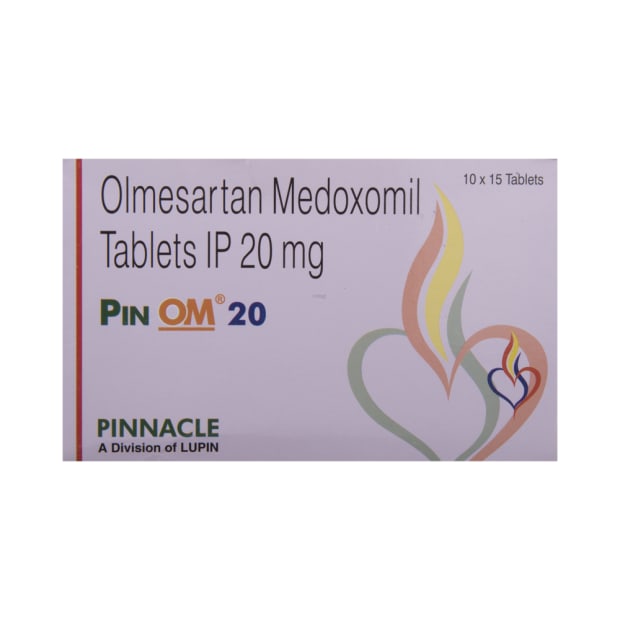 10 x 15 Tablets
Olmesartan Medoxomil
Tablets IP 20 mg
PIN OM® 20
PINNACLE
A Division of LUPIN